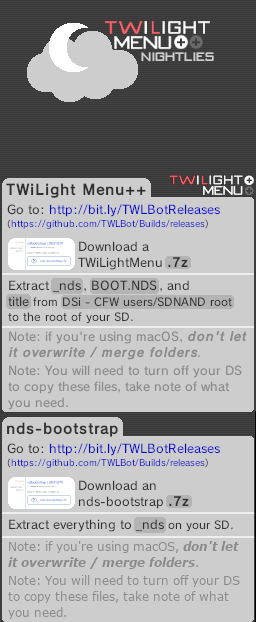 TWiLIGHT
MENU++
NIGHTLIES
TWiLIGHT
MENU++
TWiLight Menu++
Go to: http://bit.ly/TWLBotReleases
(https://github.com/TWLBot/Builds/releases)
Download a
TWiLightMenu .7z
Extract _nds, BOOT.NDS, and
title from DSi - CFW users/SDNAND root
to the root of your SD.
Note: if you're using macOS, don't let
it overwrite / merge folders.
Note: You will need to turn off your DS
to copy these files, take note of what
you need.
nds-bootstrap
Go to: http://bit.ly/TWLBotReleases
(https://github.com/TWLBot/Builds/releases)
Download an
nds-bootstrap .7z
Extract everything to _nds on your SD.
Note: if you're using macOS, don't let
it overwrite / merge folders.
Note: You will need to turn off your DS
to copy these files, take note of what
you need.